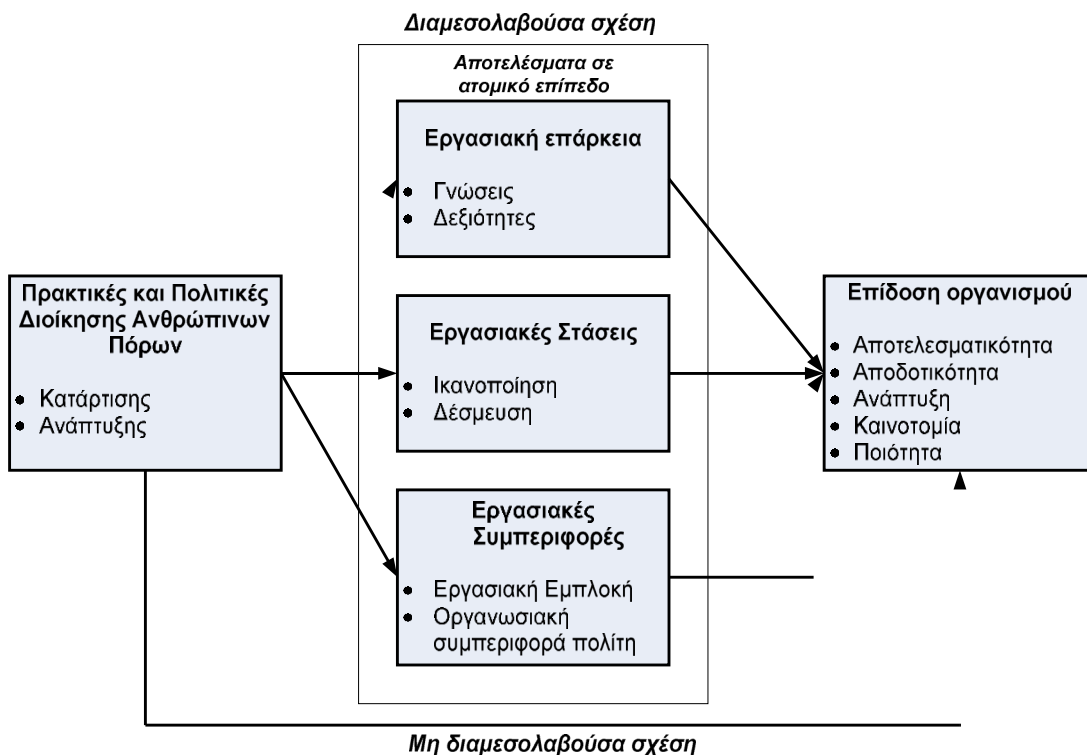 Διαμεσολαβούσα σχέση
Αποτελέσματα σε
ατομικό επίπεδο
Εργασιακή επάρκεια
• Γνώσεις
• Δεξιότητες
Πρακτικές και Πολιτικές
Διοίκησης Ανθρώπινων
Πόρων
• Κατάρτισης
• Ανάπτυξης
Εργασιακές Στάσεις
• Ικανοποίηση
• Δέσμευση
Εργασιακές
Συμπεριφορές
• Εργασιακή Εμπλοκή
• Οργανωσιακή
συμπεριφορά πολίτη
Επίδοση οργανισμού
• Αποτελεσματικότητα
• Αποδοτικότητα
• Ανάπτυξη
• Καινοτομία
• Ποιότητα
Μη διαμεσολαβούσα σχέση